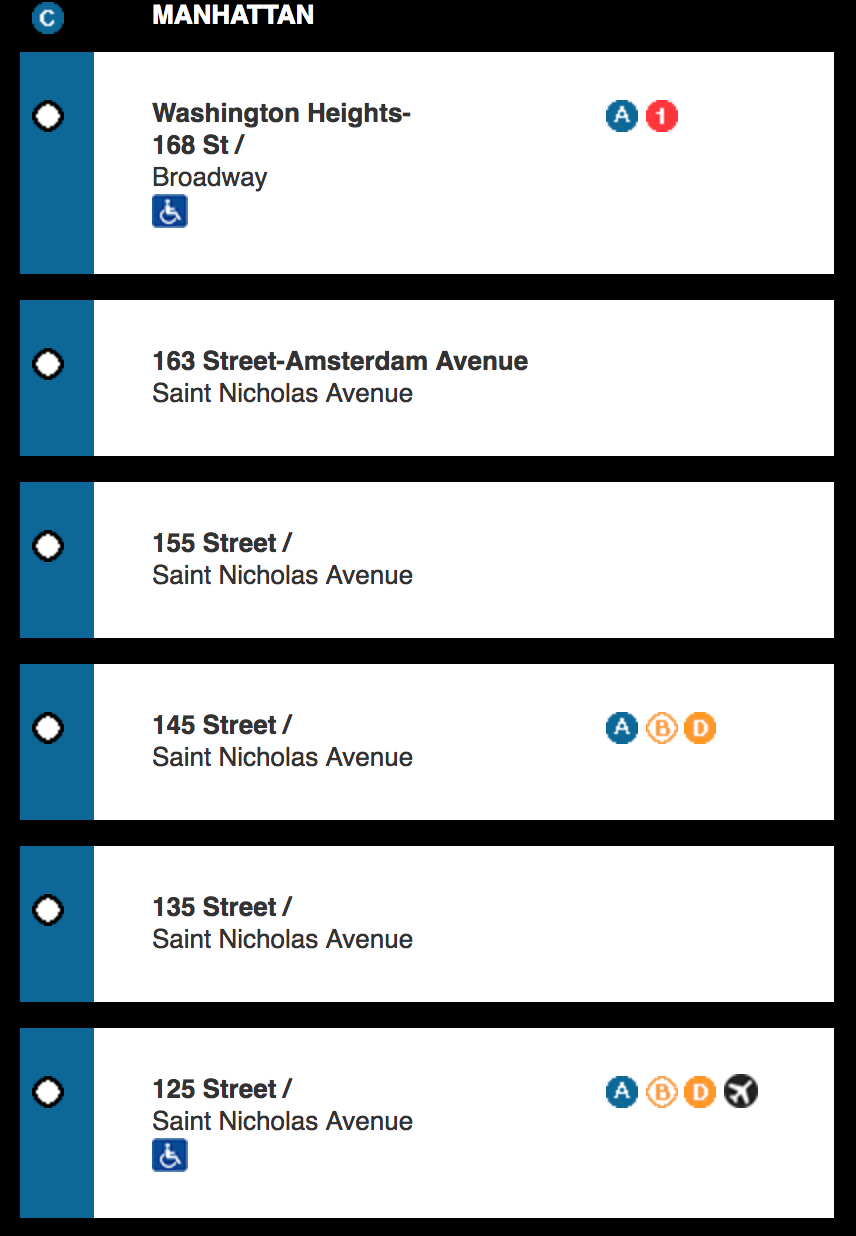 C MANHATTAN
Washington Heights- A 1
168 St /
Broadway
163 Street-Amsterdam Avenue
Saint Nicholas Avenue
155 Street /
Saint Nicholas Avenue
145 Street / A B D
Saint Nicholas Avenue
135 Street /
Saint Nicholas Avenue
125 Street / A B D
Saint Nicholas Avenue